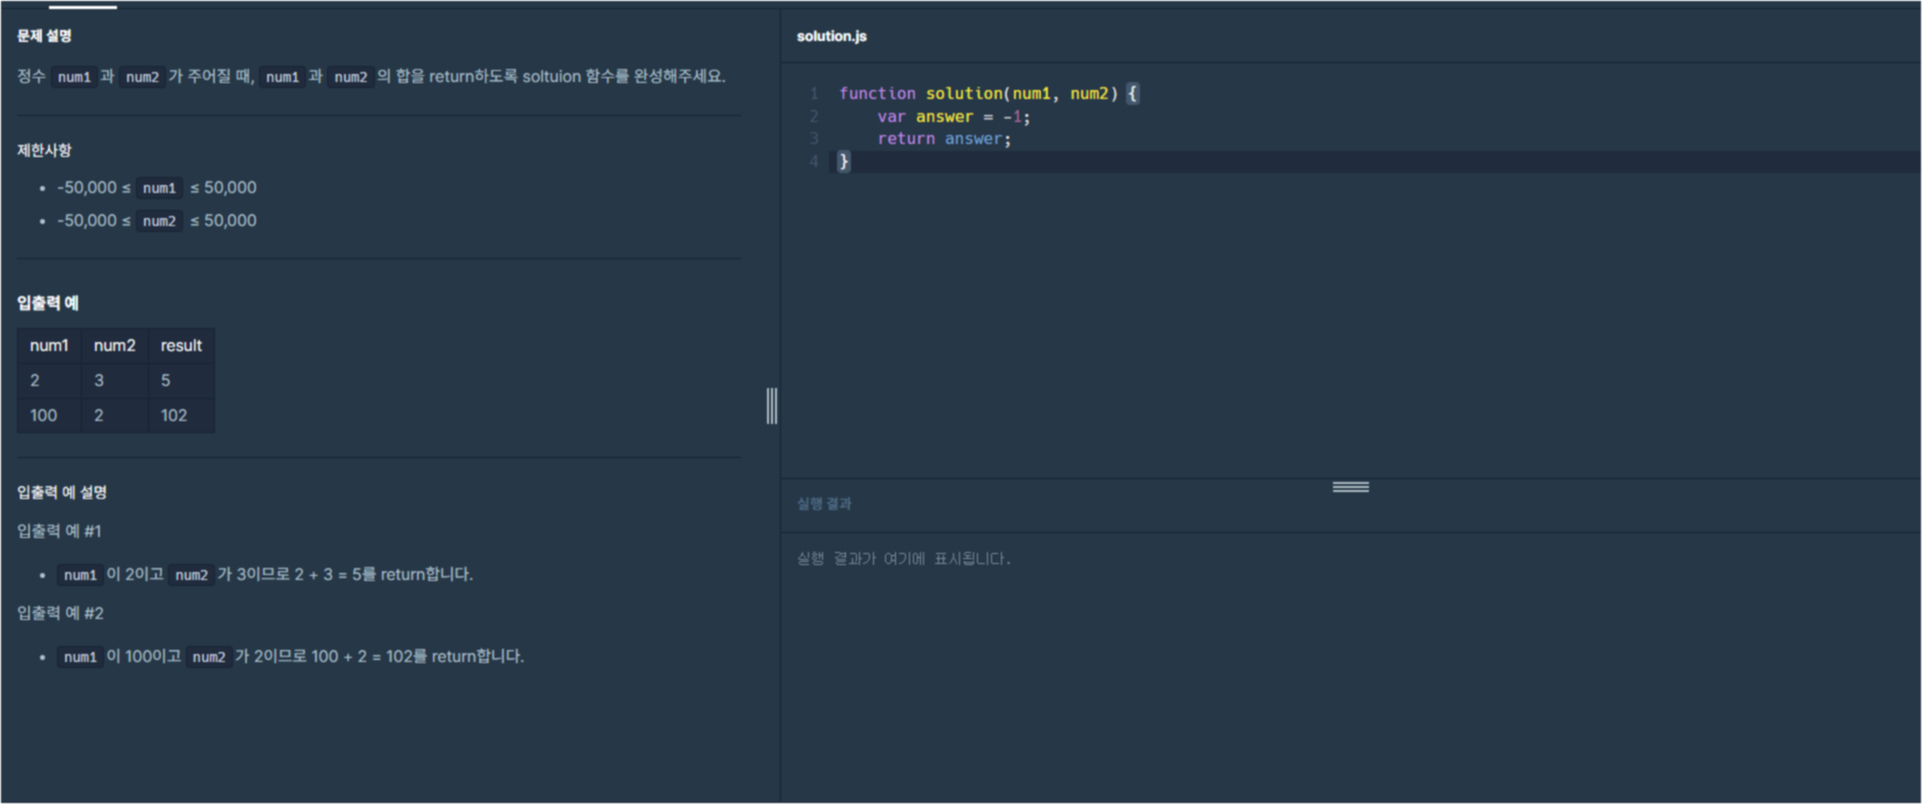 문제 설명
정수 num1 과 num2 가 주어질 때, num1 과 num2 의 합을 return하도록 soltuion 함수를 완성해주세요.
제한사항
• -50,000 ≤ num1 ≤ 50,000
• -50,000 ≤ num2 ≤ 50,000
입출력 예
num1 num2 result
2 3 5
100 2 102
입출력 예 설명
입출력 예 #1
• num1 이 2이고 num2 가 3이므로 2 + 3 = 5를 return합니다.
입출력 예 #2
• num1 이 100이고 num2 가 2이므로 100 + 2 = 102를 return합니다.
solution.js
1 function solution(num1, num2) {
2     var answer = -1;
3     return answer;
4 }
실행 결과
실행 결과가 여기에 표시됩니다.